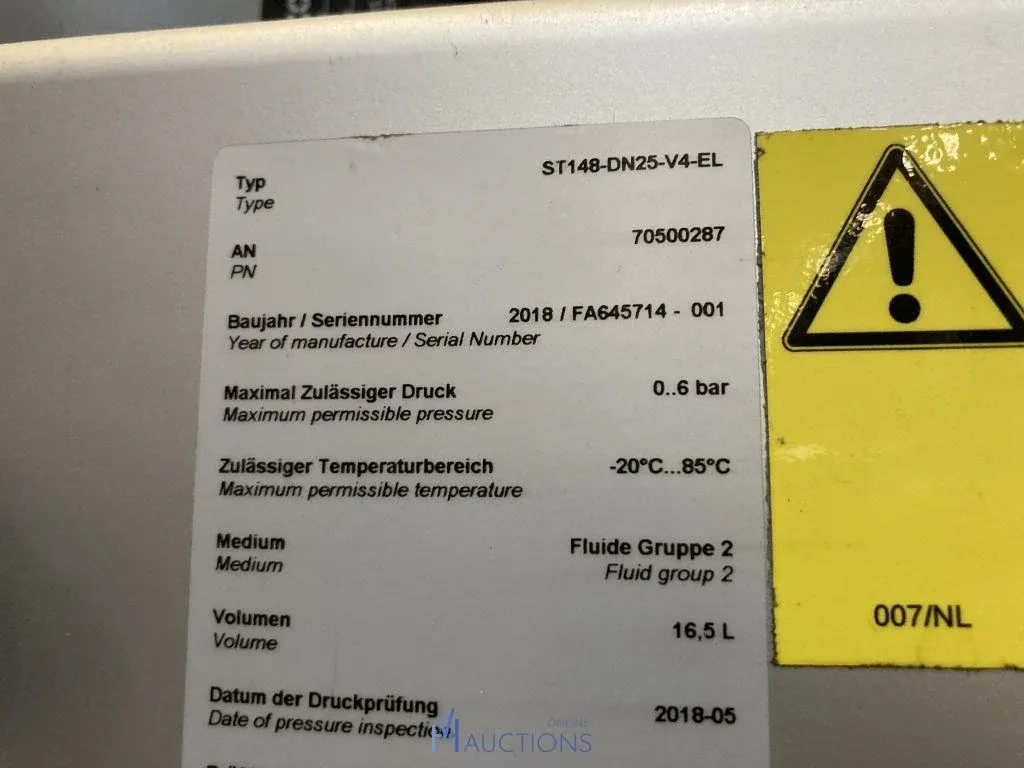 Typ
Type
ST148-DN25-V4-EL
AN
PN
70500287
Baujahr / Seriennummer
Year of manufacture / Serial Number
2018 / FA645714 - 001
Maximal Zulässiger Druck
Maximum permissible pressure
0..6 bar
Zulässiger Temperaturbereich
Maximum permissible temperature
-20°C...85°C
Medium
Medium
Fluide Gruppe 2
Fluid group 2
Volumen
Volume
16,5 L
Datum der Druckprüfung
Date of pressure inspection
2018-05
007/NL
ONLINE
AUCTIONS